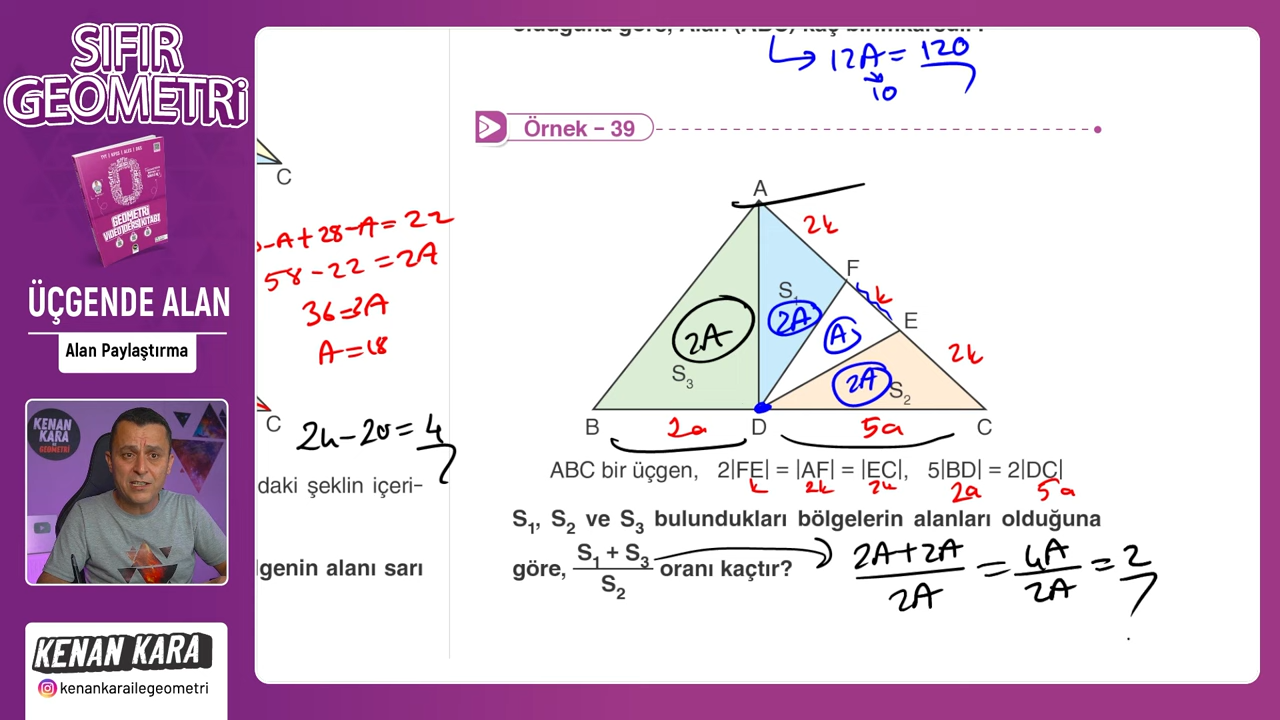 SIFIR
GEOMETRİ
GEOMETRİ
VİDEO DERS KİTABI
ÜÇGENDE ALAN
Alan Paylaştırma
KENAN
KARA
GEOMETRİ
KENAN KARA
kenankarailegeometri
C
-A+28-A=22
58-22=2A
36=2A
A=18
C
24-20=4
daki şeklin içeri-
lgenin alanı sarı
12A=120
10
Örnek – 39
A
2k
F
k
S1
2A
E
2A
A
2k
S3
2A
S2
B
2a
D
5a
C
ABC bir üçgen, 2|FE| = |AF| = |EC|, 5|BD| = 2|DC|
k 2k 2k 2a 5a
S1, S2 ve S3 bulundukları bölgelerin alanları olduğuna
göre, S1 + S3 / S2 oranı kaçtır?
2A+2A / 2A = 4A / 2A = 2